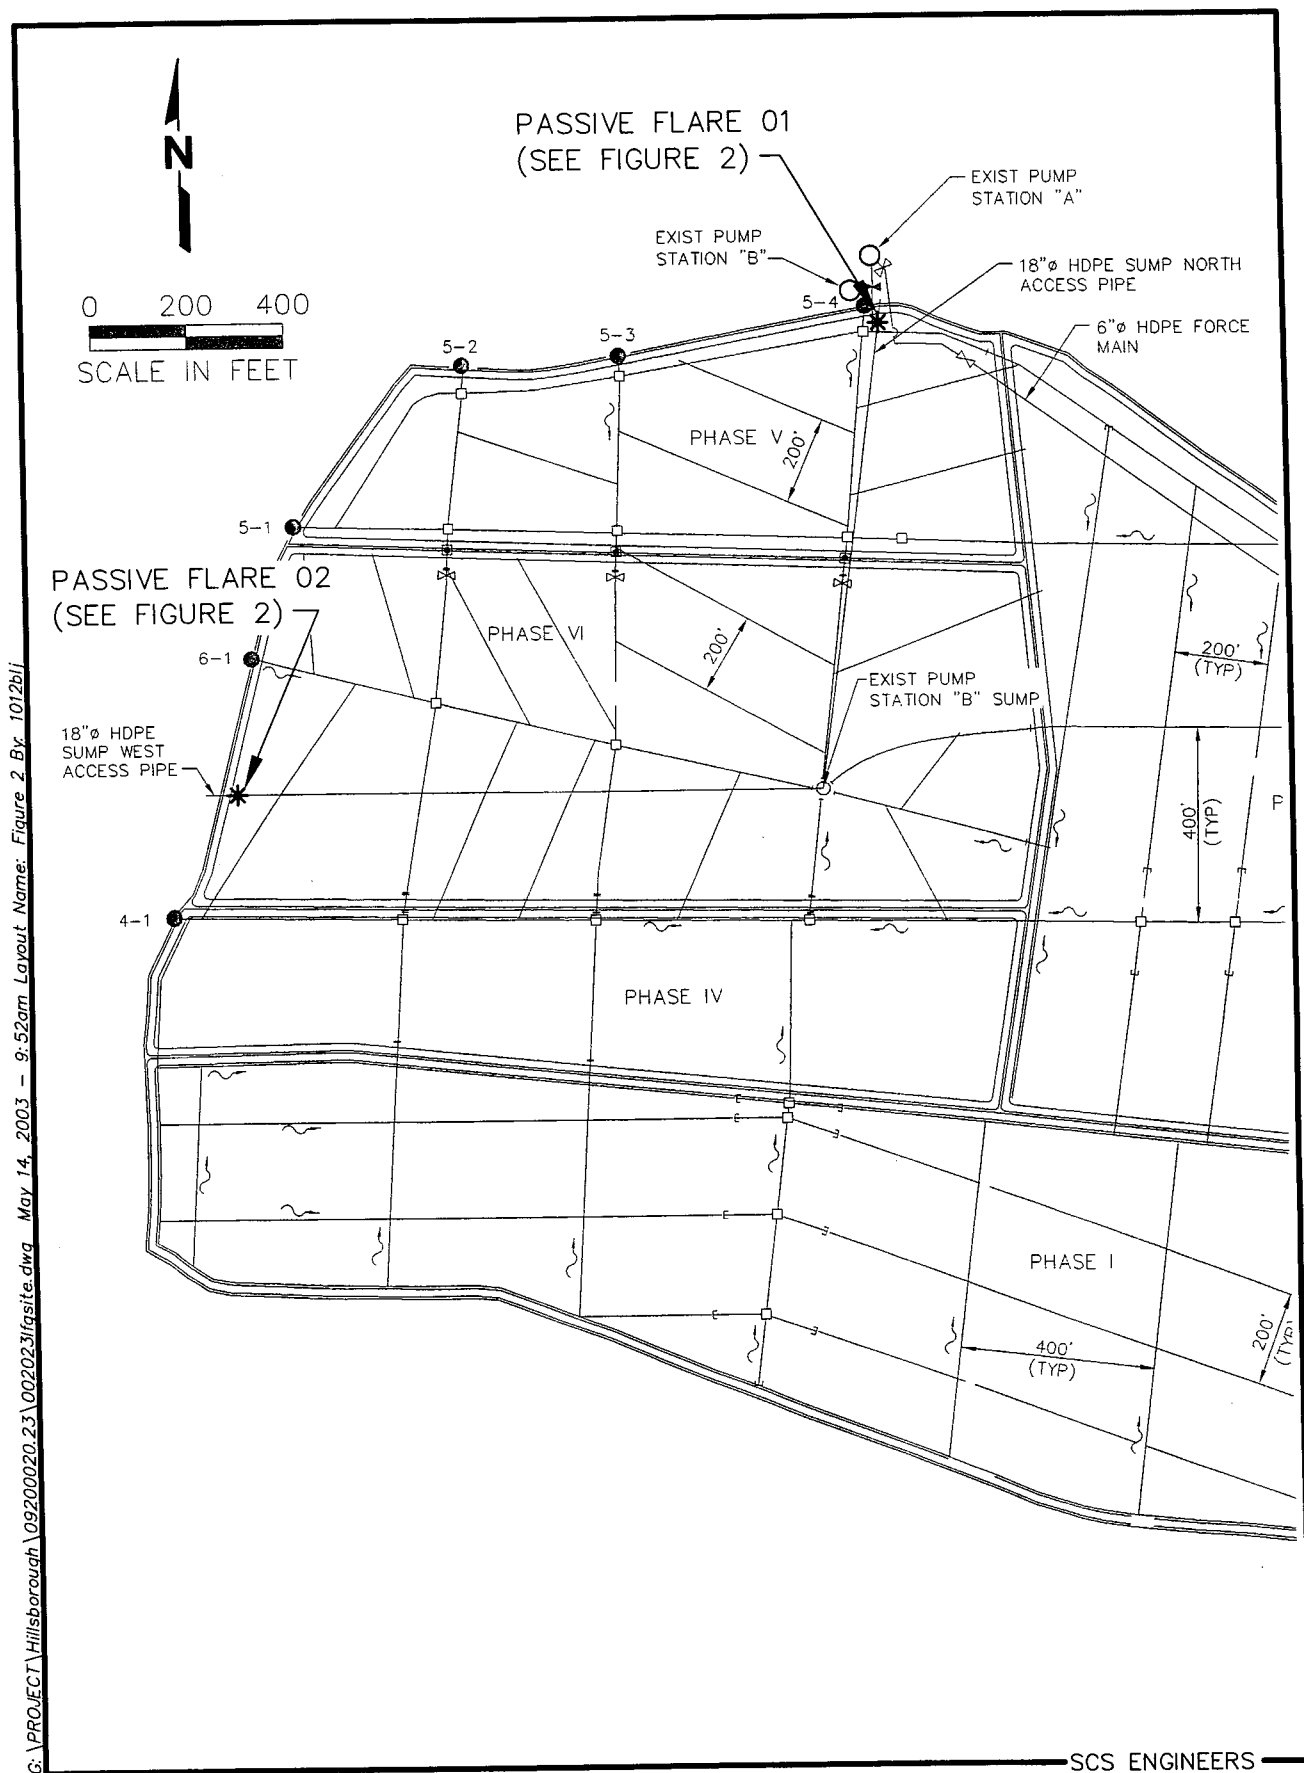 PASSIVE FLARE 01
(SEE FIGURE 2)
N
EXIST PUMP
STATION "A"
EXIST PUMP
STATION "B"
18"ø HDPE SUMP NORTH
ACCESS PIPE
0 200 400
SCALE IN FEET
5-4
5-3
5-2
6"ø HDPE FORCE
MAIN
PHASE V
200'
5-1
PASSIVE FLARE 02
(SEE FIGURE 2)
PHASE VI
200'
6-1
200'
(TYP)
EXIST PUMP
STATION "B" SUMP
18"ø HDPE
SUMP WEST
ACCESS PIPE
400'
(TYP)
P
4-1
PHASE IV
PHASE I
200'
(TYP)
400'
(TYP)
G:\PROJECT\Hillsborough\09200020.23\002023lfgsite.dwg May 14, 2003 - 9:52am Layout Name: Figure 2 By: 1012blj
SCS ENGINEERS